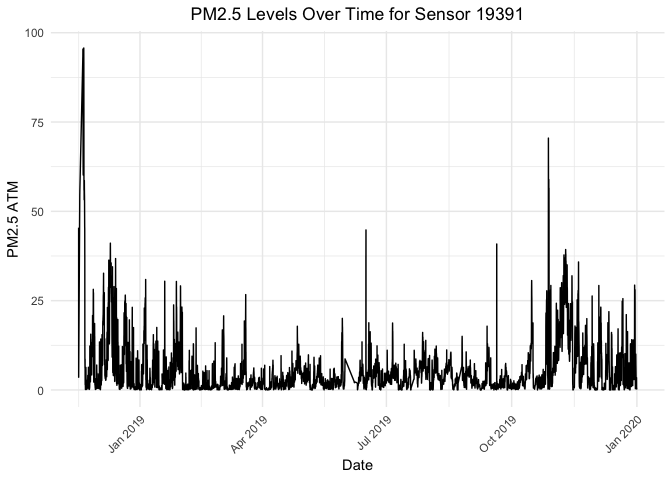 PM2.5 Levels Over Time for Sensor 19391
100
75
50
25
0
PM2.5 ATM
Jan 2019
Apr 2019
Jul 2019
Oct 2019
Jan 2020
Date